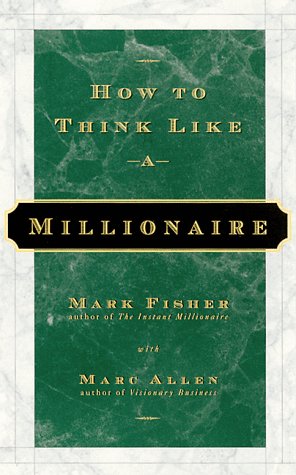 HOW TO
THINK LIKE
—A—
MILLIONAIRE
MARK FISHER
author of The Instant Millionaire
with
MARC ALLEN
author of Visionary Business